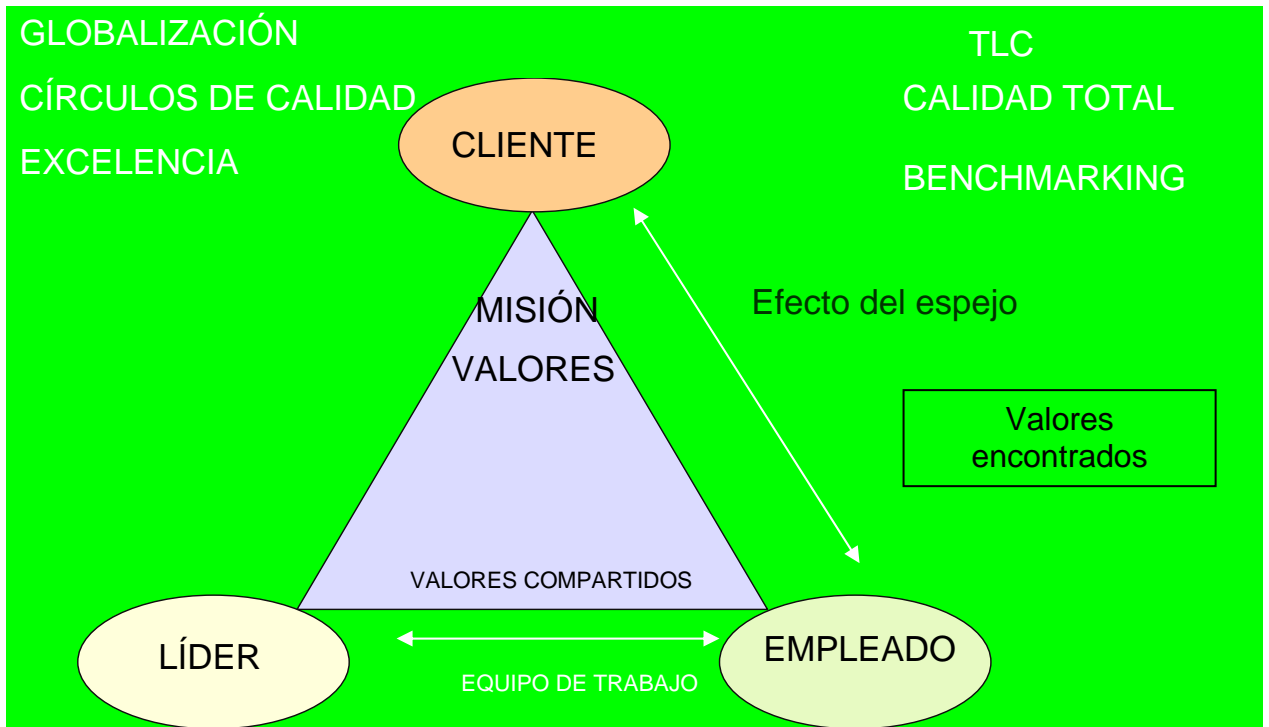 GLOBALIZACIÓN
TLC
CÍRCULOS DE CALIDAD
CALIDAD TOTAL
CLIENTE
EXCELENCIA
BENCHMARKING
MISIÓN
Efecto del espejo
VALORES
Valores
encontrados
VALORES COMPARTIDOS
LÍDER
EMPLEADO
EQUIPO DE TRABAJO